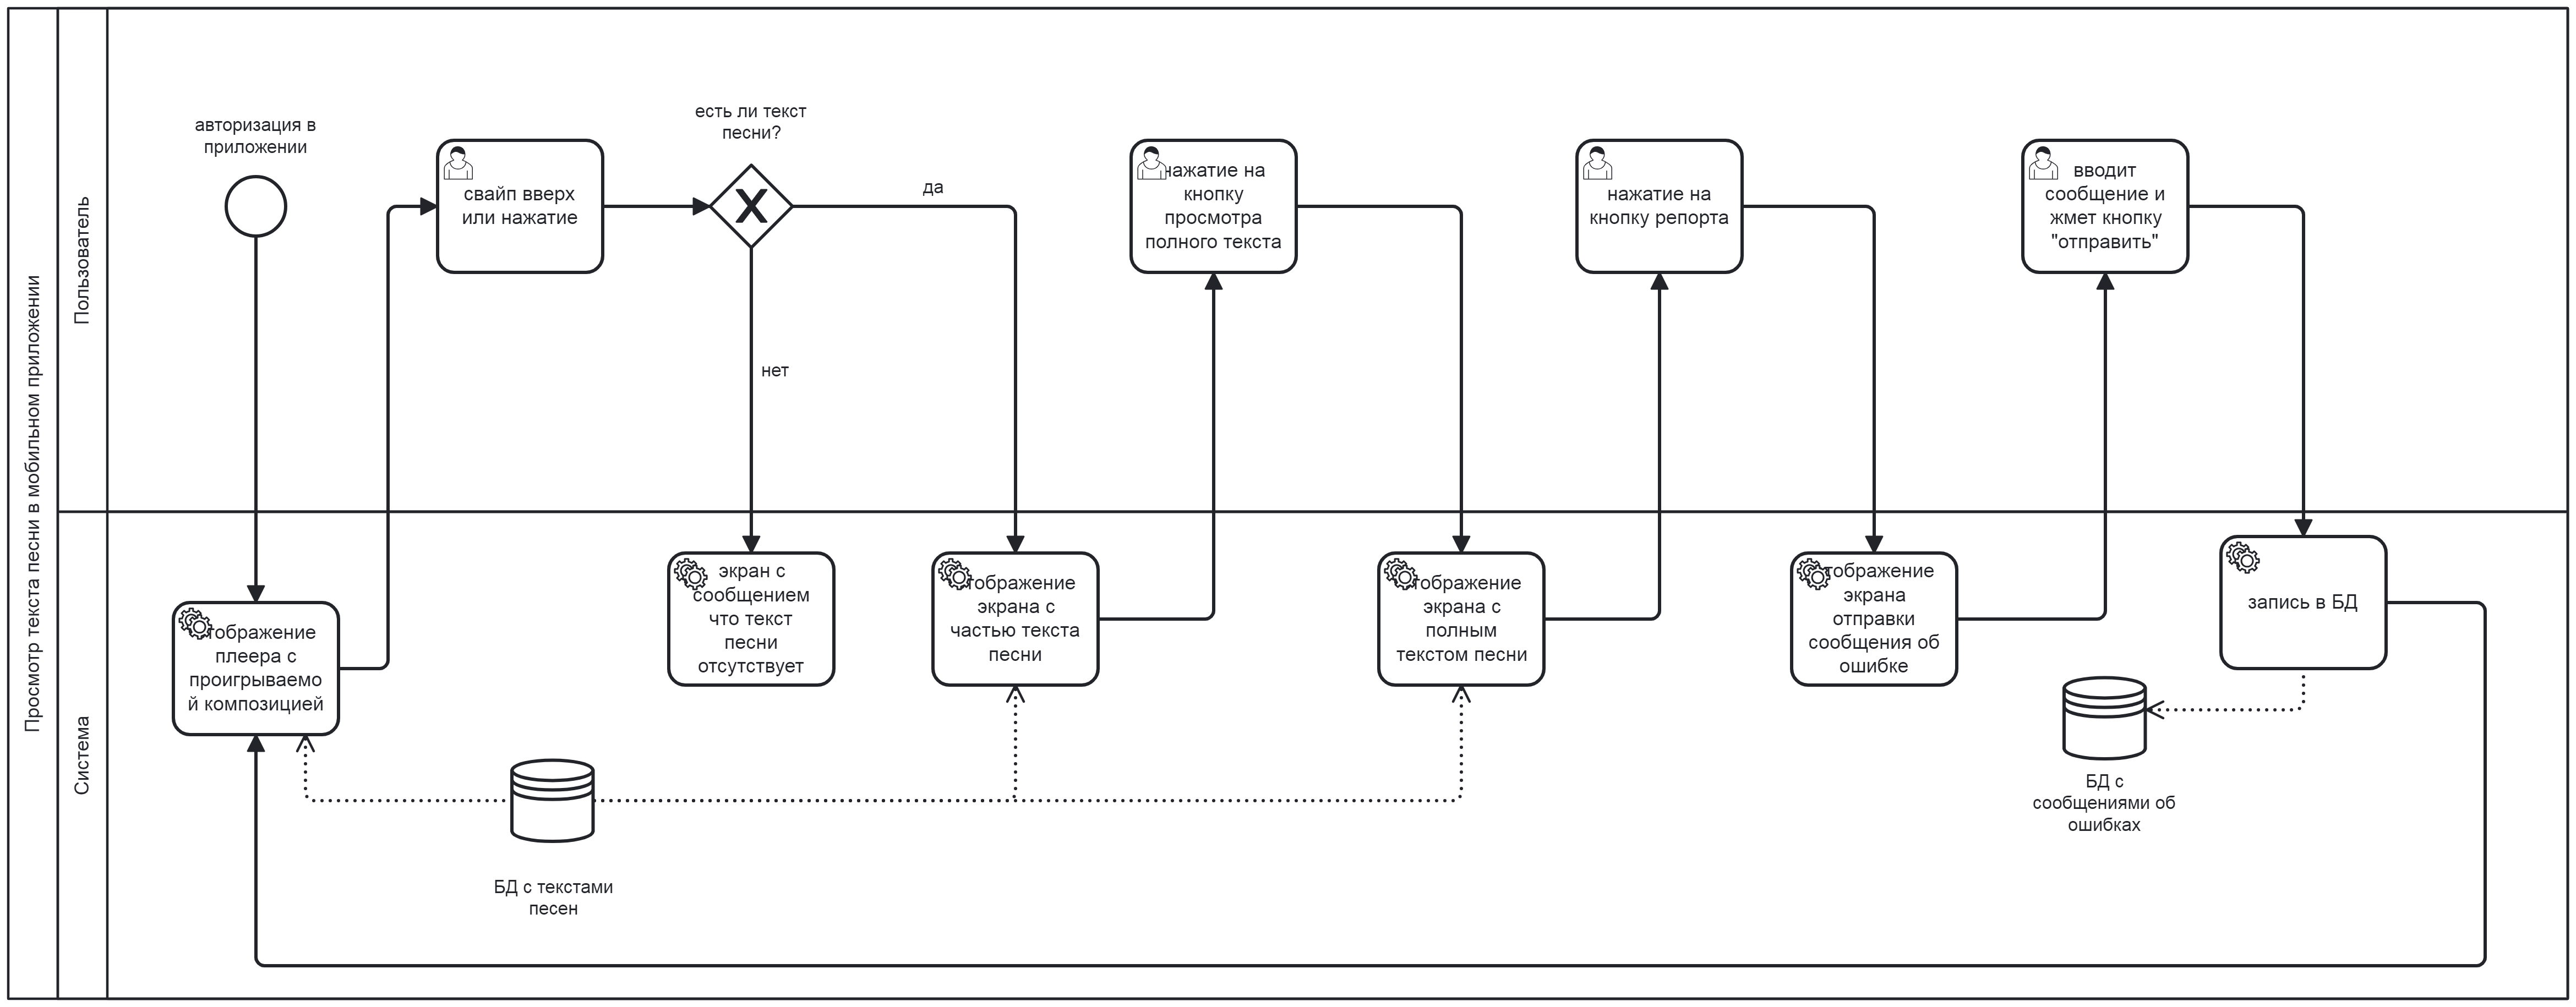 Просмотр текста песни в мобильном приложении
Пользователь
авторизация в
приложении
свайп вверх
или нажатие
есть ли текст
песни?
да
нет
нажатие на
кнопку
просмотра
полного текста
нажатие на
кнопку репорта
вводит
сообщение и
жмет кнопку
"отправить"
Система
тображение
плеера с
проигрываемо
й композицией
экран с
сообщением
что текст
песни
отсутствует
тображение
экрана с
частью текста
песни
тображение
экрана с
полным
текстом песни
тображение
экрана
отправки
сообщения об
ошибке
запись в БД
БД с текстами
песен
БД с
сообщениями об
ошибках